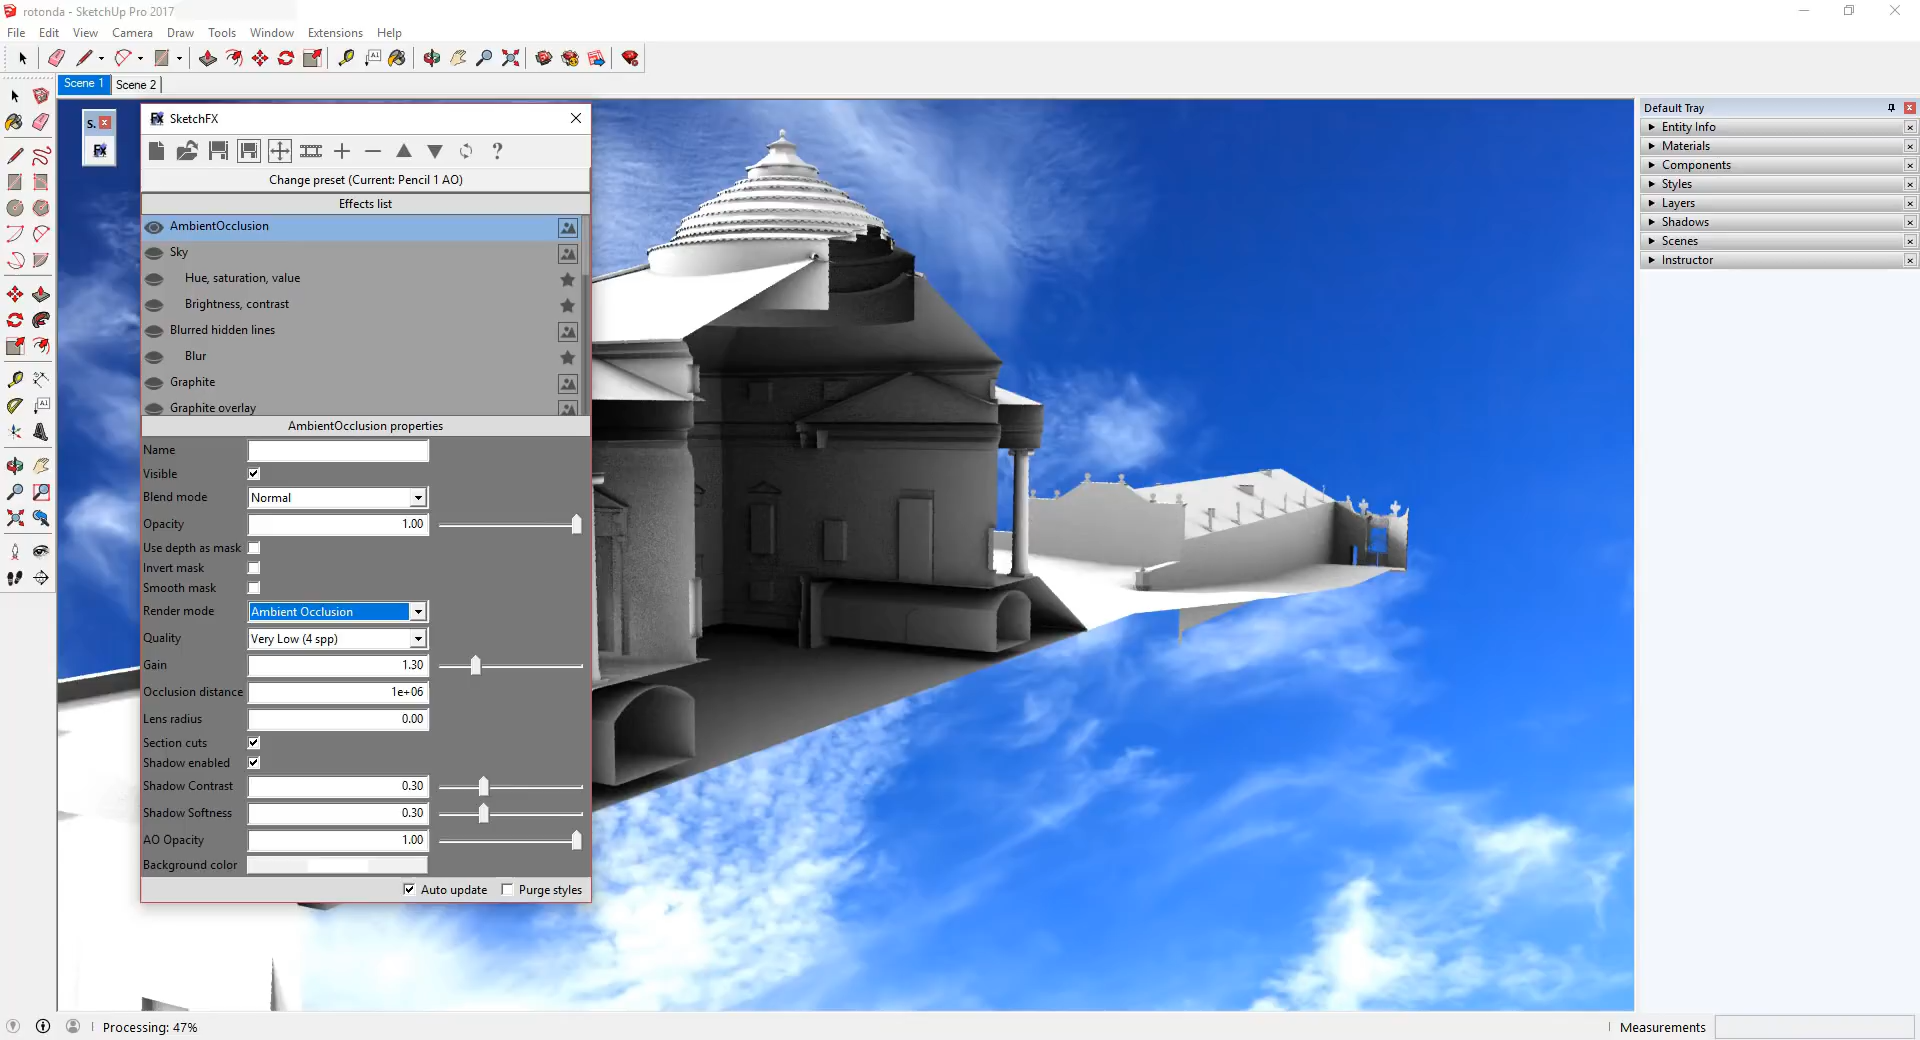 rotonda - SketchUp Pro 2017
File Edit View Camera Draw Tools Window Extensions Help
Scene 1 Scene 2
S.
FX
SketchFX
Change preset (Current: Pencil 1 AO)
Effects list
AmbientOcclusion
Sky
Hue, saturation, value
Brightness, contrast
Blurred hidden lines
Blur
Graphite
Graphite overlay
AmbientOcclusion properties
Name
Visible
Blend mode Normal
Opacity 1.00
Use depth as mask
Invert mask
Smooth mask
Render mode Ambient Occlusion
Quality Very Low (4 spp)
Gain 1.30
Occlusion distance 1e+06
Lens radius 0.00
Section cuts
Shadow enabled
Shadow Contrast 0.30
Shadow Softness 0.30
AO Opacity 1.00
Background color
Auto update Purge styles
Default Tray
Entity Info
Materials
Components
Styles
Layers
Shadows
Scenes
Instructor
Processing: 47%
Measurements